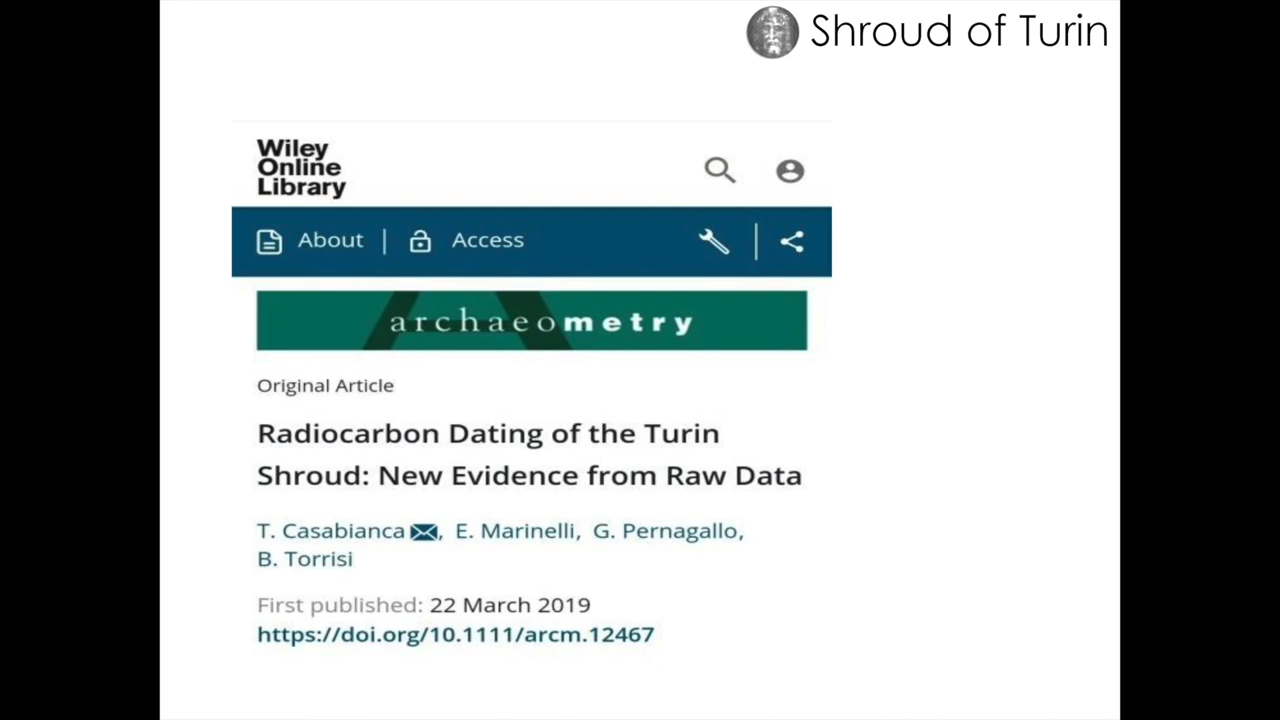 Shroud of Turin
Wiley
Online
Library
About | Access
archaeometry
Original Article
Radiocarbon Dating of the Turin
Shroud: New Evidence from Raw Data
T. Casabianca, E. Marinelli, G. Pernagallo,
B. Torrisi
First published: 22 March 2019
https://doi.org/10.1111/arcm.12467